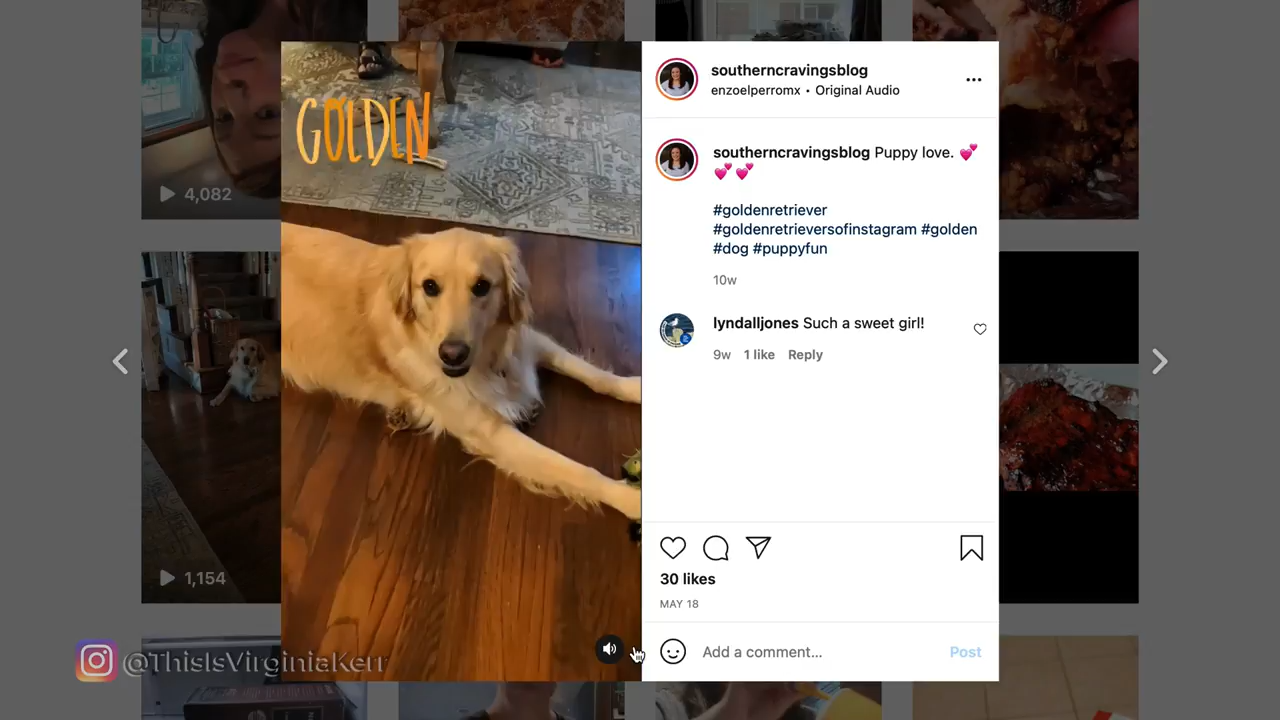 4,082
1,154
GOLDEN
southerncravingsblog
enzoelperromx • Original Audio
southerncravingsblog Puppy love. 💕
💕 💕
#goldenretriever
#goldenretrieversofinstagram #golden
#dog #puppyfun
10w
lyndalljones Such a sweet girl!
9w 1 like Reply
30 likes
MAY 18
Add a comment... Post
@ThisIsVirginiaKerr